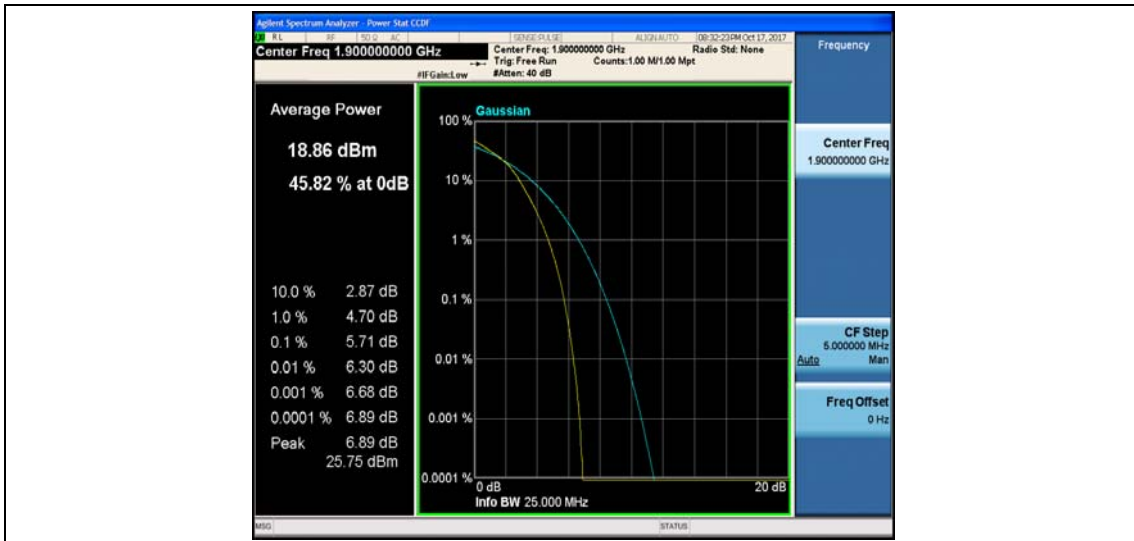 Agilent Spectrum Analyzer - Power Stat CCDF
RL RF 50 Ω AC SENSE:PULSE ALIGNAUTO 08:32:23 PM Oct 17, 2017
Center Freq 1.900000000 GHz
Center Freq: 1.900000000 GHz Radio Std: None
Trig: Free Run Counts:1.00 M/1.00 Mpt
#IFGain:Low #Atten: 40 dB
Frequency
Average Power
18.86 dBm
45.82 % at 0dB
10.0 % 2.87 dB
1.0 % 4.70 dB
0.1 % 5.71 dB
0.01 % 6.30 dB
0.001 % 6.68 dB
0.0001 % 6.89 dB
Peak 6.89 dB
25.75 dBm
Gaussian
100 %
10 %
1 %
0.1 %
0.01 %
0.001 %
0.0001 %
0 dB 20 dB
Info BW 25.000 MHz
Center Freq
1.900000000 GHz
CF Step
5.000000 MHz
Auto Man
Freq Offset
0 Hz
MSG STATUS